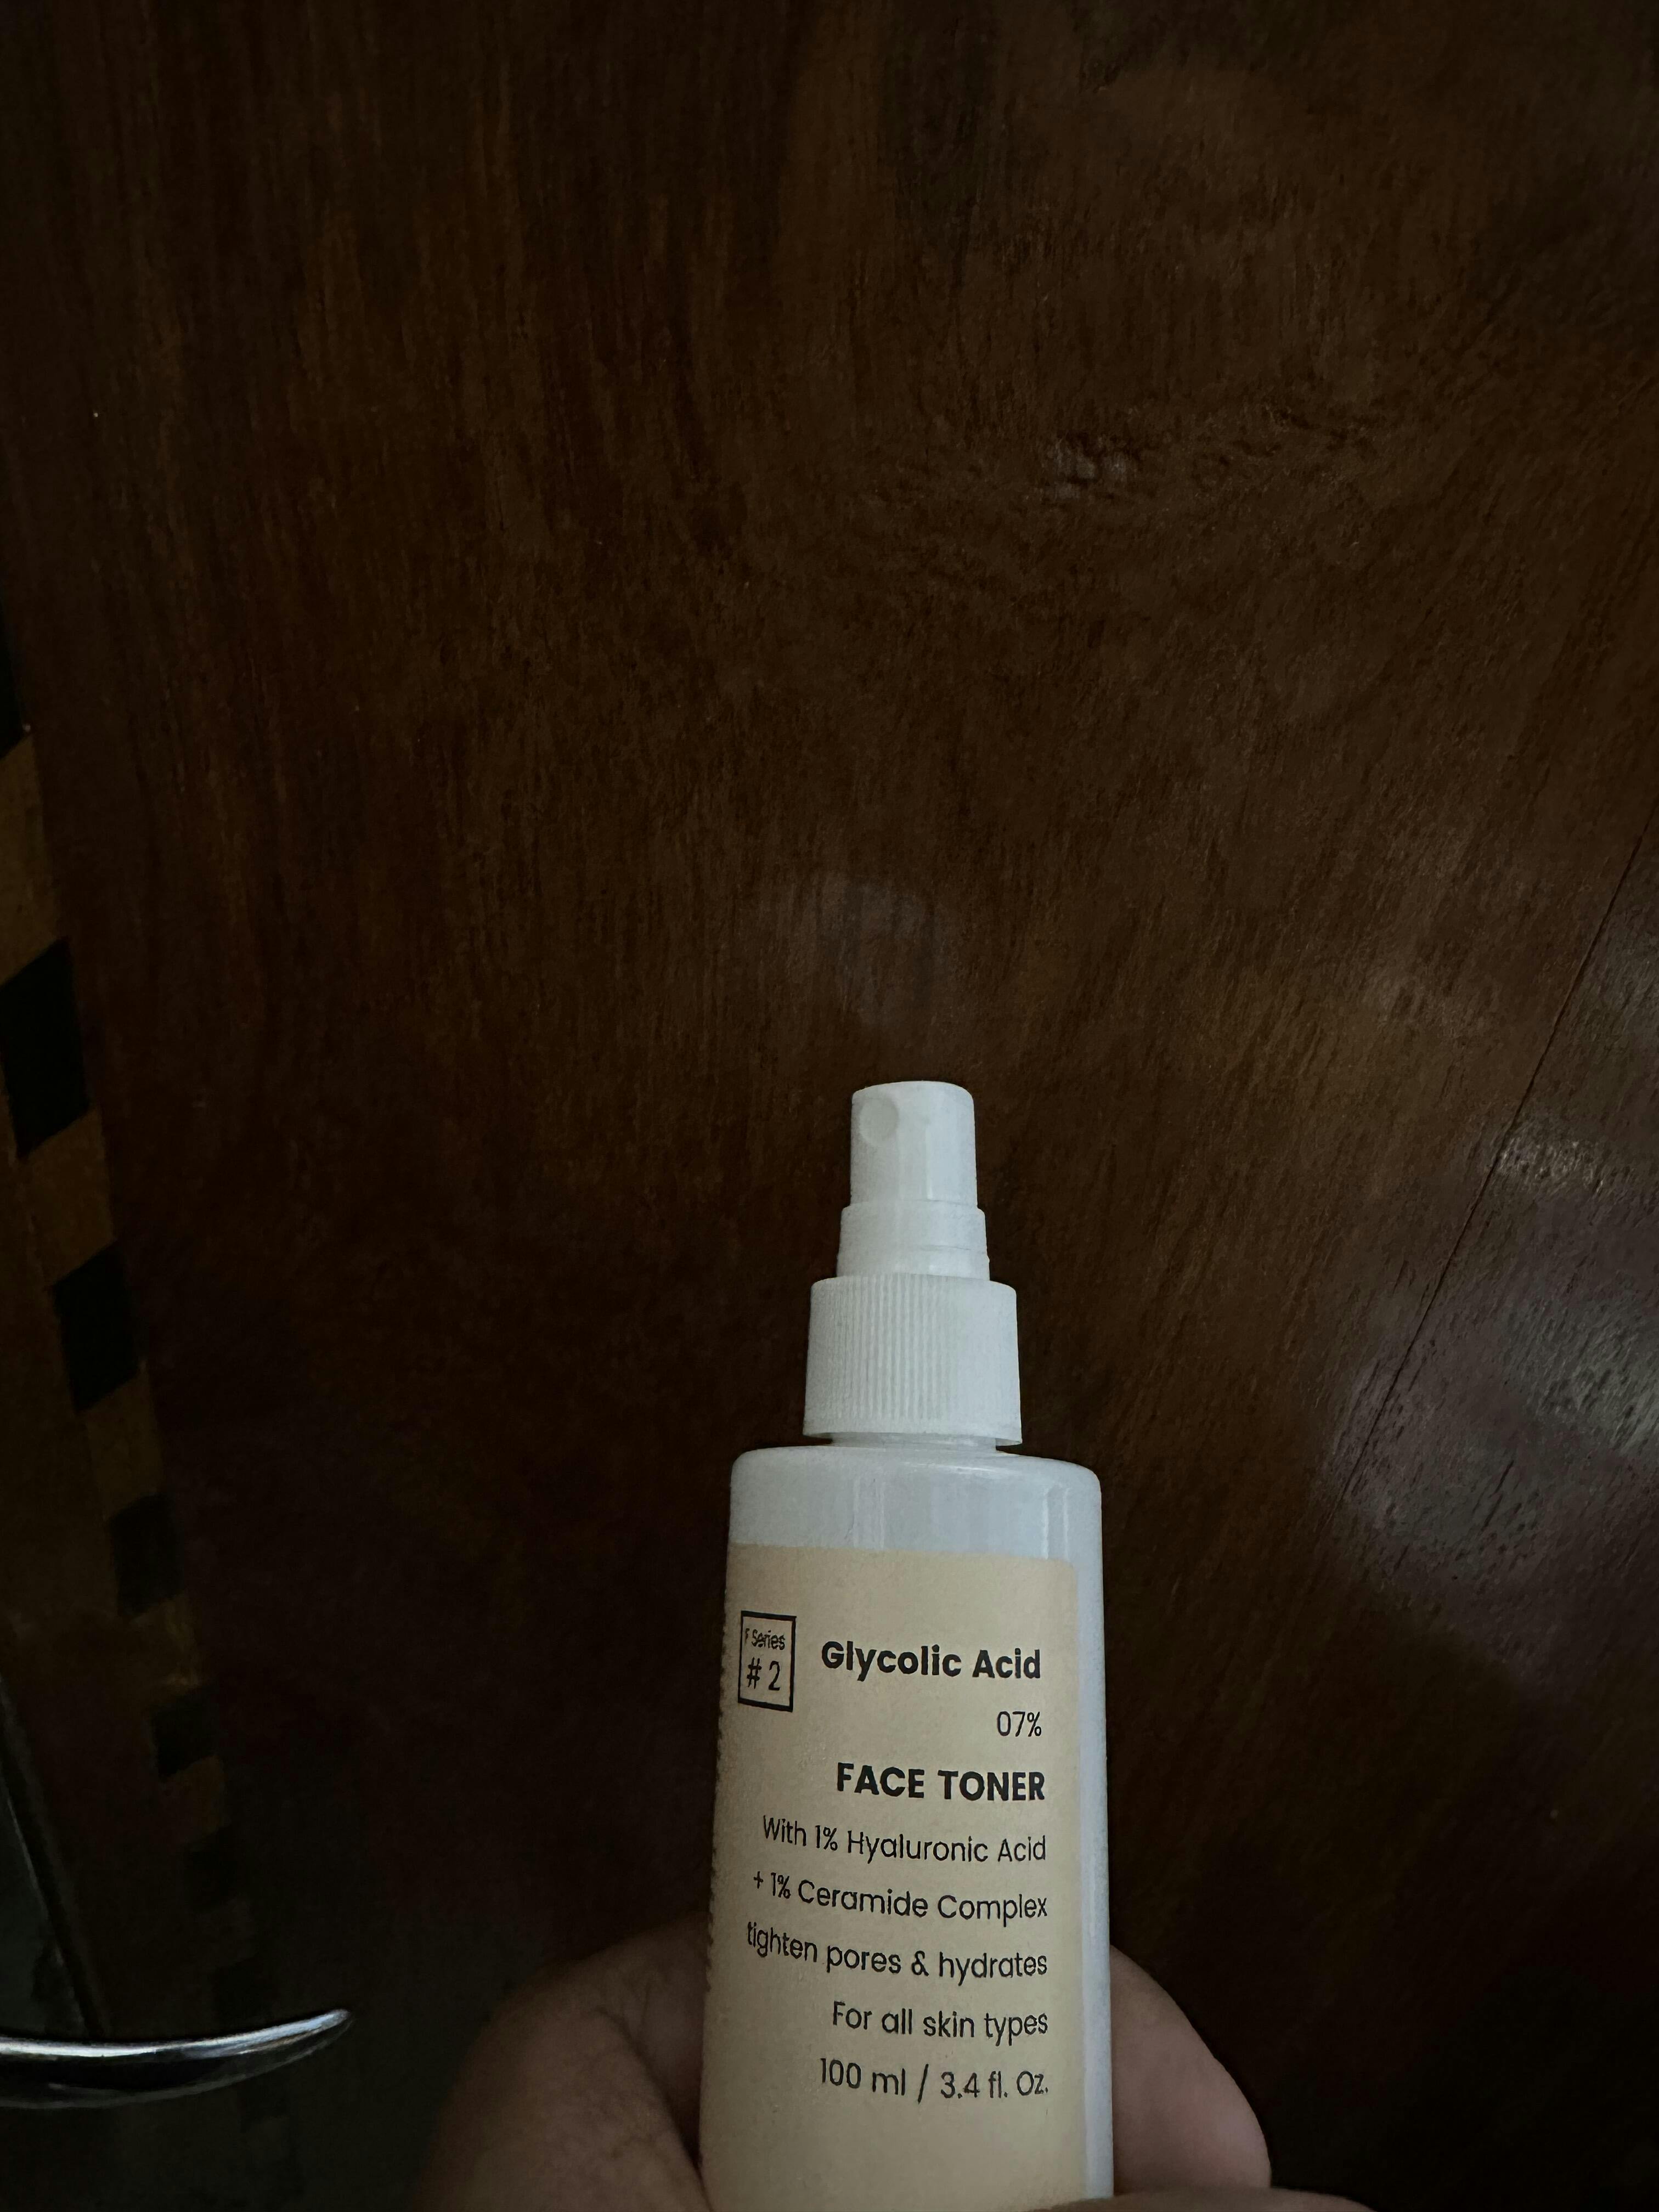 F Series
# 2
Glycolic Acid
07%
FACE TONER
With 1% Hyaluronic Acid
+ 1% Ceramide Complex
tighten pores & hydrates
For all skin types
100 ml / 3.4 fl. Oz.